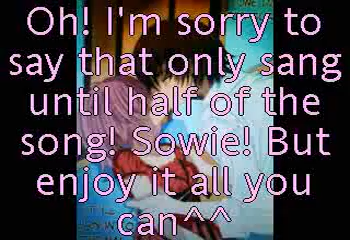 Oh! I'm sorry to
say that only sang
until half of the
song! Sowie! But
enjoy it all you
can^^